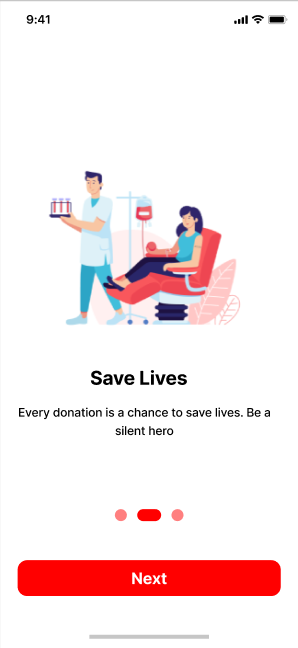 9:41
Save Lives
Every donation is a chance to save lives. Be a
silent hero
Next